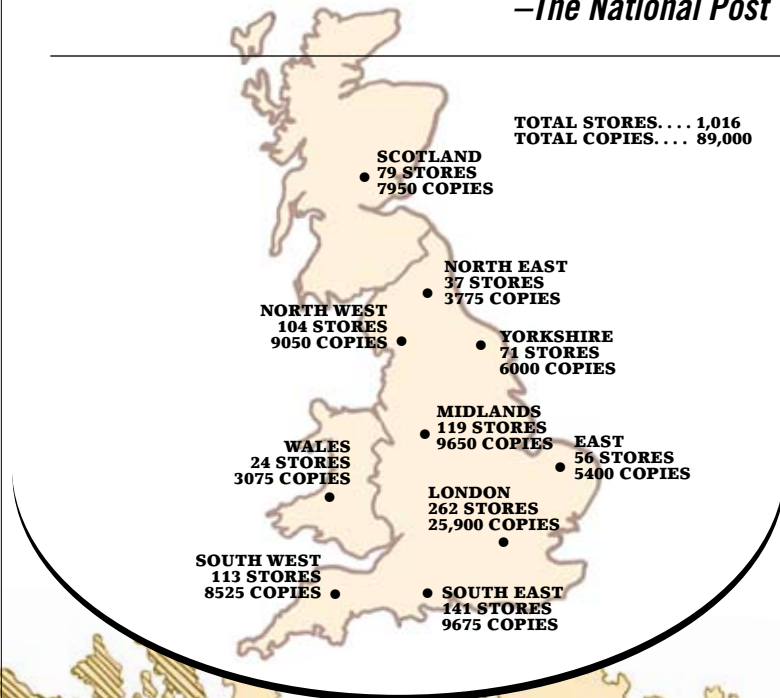 –The National Post
TOTAL STORES.... 1,016
TOTAL COPIES.... 89,000
SCOTLAND
79 STORES
7950 COPIES
NORTH EAST
37 STORES
3775 COPIES
NORTH WEST
104 STORES
9050 COPIES
YORKSHIRE
71 STORES
6000 COPIES
MIDLANDS
119 STORES
9650 COPIES
EAST
56 STORES
5400 COPIES
WALES
24 STORES
3075 COPIES
LONDON
262 STORES
25,900 COPIES
SOUTH WEST
113 STORES
8525 COPIES
SOUTH EAST
141 STORES
9675 COPIES